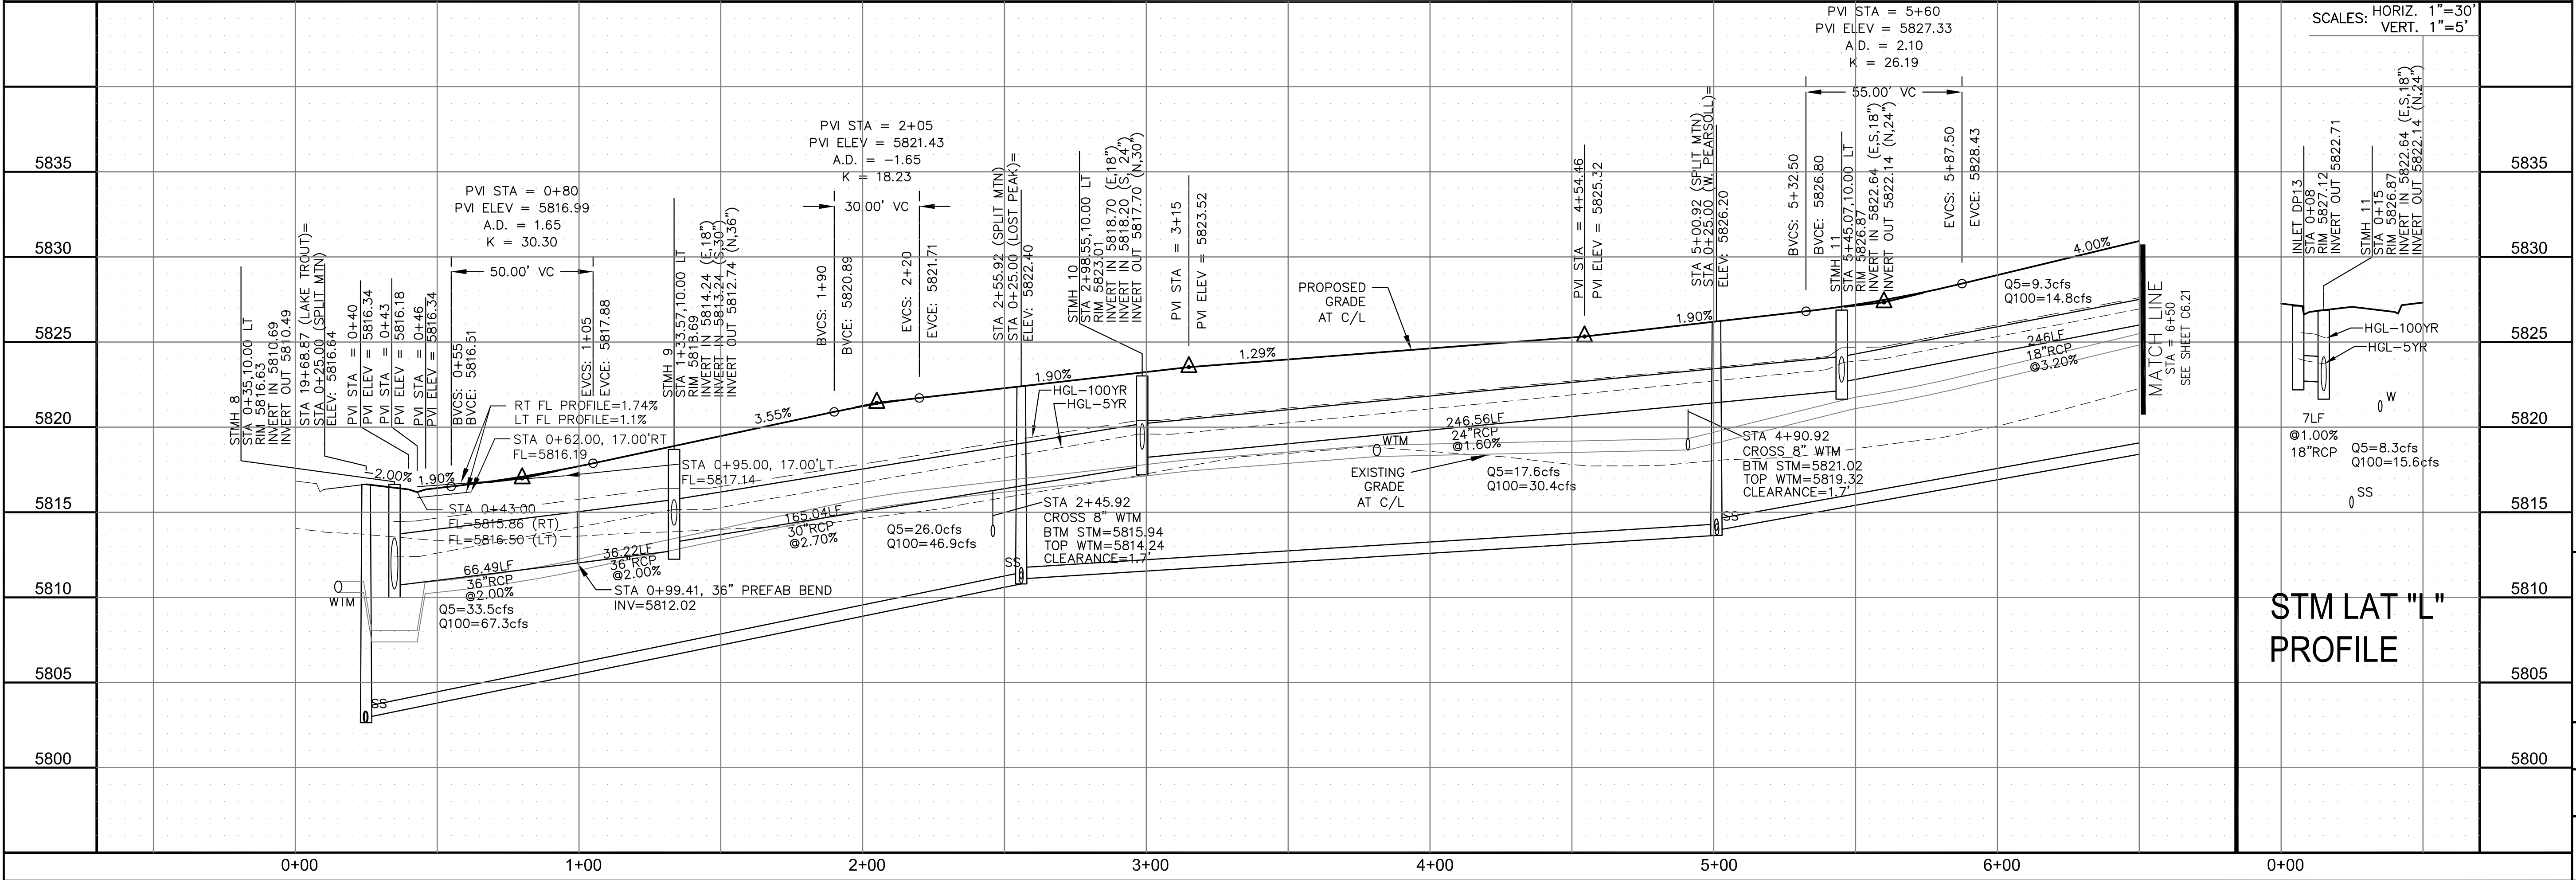 SCALES: HORIZ. 1"=30'
VERT. 1"=5'
PVI STA = 5+60
PVI ELEV = 5827.33
A.D. = 2.10
K = 26.19
55.00' VC
PVI STA = 2+05
PVI ELEV = 5821.43
A.D. = -1.65
K = 18.23
30.00' VC
PVI STA = 0+80
PVI ELEV = 5816.99
A.D. = 1.65
K = 30.30
50.00' VC
5835
5830
5825
5820
5815
5810
5805
5800
STMH 8
STA 0+35,10.00 LT
RIM 5816.63
INVERT IN 5810.69
INVERT OUT 5810.49
STA 19+68.87 (LAKE TROUT)=
STA 0+25.00 (SPLIT MTN)
ELEV: 5816.64
PVI STA = 0+40
PVI ELEV = 5816.34
PVI STA = 0+43
PVI ELEV = 5816.18
PVI STA = 0+46
PVI ELEV = 5816.34
BVCS: 0+55
BVCE: 5816.51
EVCS: 1+05
EVCE: 5817.88
STMH 9
STA 1+33.57,10.00 LT
RIM 5818.69
INVERT IN 5814.24 (E,18")
INVERT IN 5813.24 (S,30")
INVERT OUT 5812.74 (N,36")
BVCS: 1+90
BVCE: 5820.89
EVCS: 2+20
EVCE: 5821.71
STA 2+55.92 (SPLIT MTN)
STA 0+25.00 (LOST PEAK)=
ELEV: 5822.40
STMH 10
STA 2+98.55,10.00 LT
RIM 5823.01
INVERT IN 5818.70 (E,18")
INVERT IN 5818.20 (S, 24")
INVERT OUT 5817.70 (N,30")
PVI STA = 3+15
PVI ELEV = 5823.52
PVI STA = 4+54.46
PVI ELEV = 5825.32
STA 5+00.92 (SPLIT MTN)
STA 0+25.00 (W. PEARSOLL)=
ELEV: 5826.20
BVCS: 5+32.50
BVCE: 5826.80
STMH 11
STA 5+45.07,10.00 LT
RIM 5826.87
INVERT IN 5822.64 (E,S,18")
INVERT OUT 5822.14 (N,24")
EVCS: 5+87.50
EVCE: 5828.43
RT FL PROFILE=1.74%
LT FL PROFILE=1.1%
STA 0+62.00, 17.00'RT
FL=5816.19
STA 0+95.00, 17.00'LT
FL=5817.14
-2.00%
1.90%
3.55%
1.90%
1.29%
1.90%
4.00%
HGL-100YR
HGL-5YR
PROPOSED
GRADE
AT C/L
STA 0+43.00
FL=5815.86 (RT)
FL=5816.50 (LT)
66.49LF
36"RCP
@2.00%
Q5=33.5cfs
Q100=67.3cfs
36.22LF
36"RCP
@2.00%
STA 0+99.41, 36" PREFAB BEND
INV=5812.02
165.04LF
30"RCP
@2.70%
Q5=26.0cfs
Q100=46.9cfs
STA 2+45.92
CROSS 8" WTM
BTM STM=5815.94
TOP WTM=5814.24
CLEARANCE=1.7'
WTM
246.56LF
24"RCP
@1.60%
EXISTING
GRADE
AT C/L
Q5=17.6cfs
Q100=30.4cfs
STA 4+90.92
CROSS 8" WTM
BTM STM=5821.02
TOP WTM=5819.32
CLEARANCE=1.7'
Q5=9.3cfs
Q100=14.8cfs
246LF
18"RCP
@3.20%
WTM
SS
SS
SS
MATCH LINE
STA = 6+50
SEE SHEET C6.21
INLET DP13
STA 0+08
RIM 5827.12
INVERT OUT 5822.71
STMH 11
STA 0+15
RIM 5826.87
INVERT IN 5822.64 (E,S,18")
INVERT OUT 5822.14 (N,24")
HGL-100YR
HGL-5YR
W
7LF
@1.00%
18"RCP
Q5=8.3cfs
Q100=15.6cfs
SS
STM LAT "L"
PROFILE
5835
5830
5825
5820
5815
5810
5805
5800
0+00
1+00
2+00
3+00
4+00
5+00
6+00
0+00